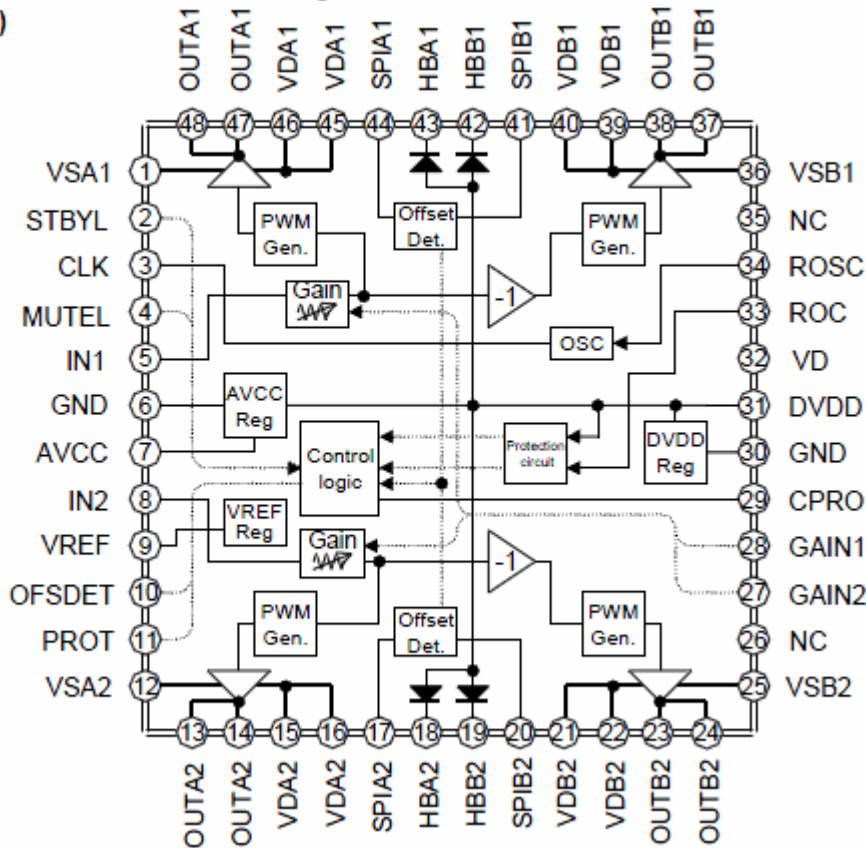 )
OUTA1
OUTA1
VDA1
VDA1
SPIA1
HBA1
HBB1
SPIB1
VDB1
VDB1
OUTB1
OUTB1
48
47
46
45
44
43
42
41
40
39
38
37
VSA1
1
36
VSB1
STBYL
2
PWM
Gen.
Offset
Det.
PWM
Gen.
35
NC
CLK
3
34
ROSC
Gain
-1
MUTEL
4
33
ROC
IN1
5
OSC
32
VD
GND
6
AVCC
Reg
31
DVDD
AVCC
7
Control
logic
Protection
circuit
DVDD
Reg
30
GND
IN2
8
29
CPRO
VREF
9
VREF
Reg
Gain
-1
28
GAIN1
OFSDET
10
27
GAIN2
PROT
11
PWM
Gen.
Offset
Det.
PWM
Gen.
26
NC
VSA2
12
25
VSB2
13
14
15
16
17
18
19
20
21
22
23
24
OUTA2
OUTA2
VDA2
VDA2
SPIA2
HBA2
HBB2
SPIB2
VDB2
VDB2
OUTB2
OUTB2